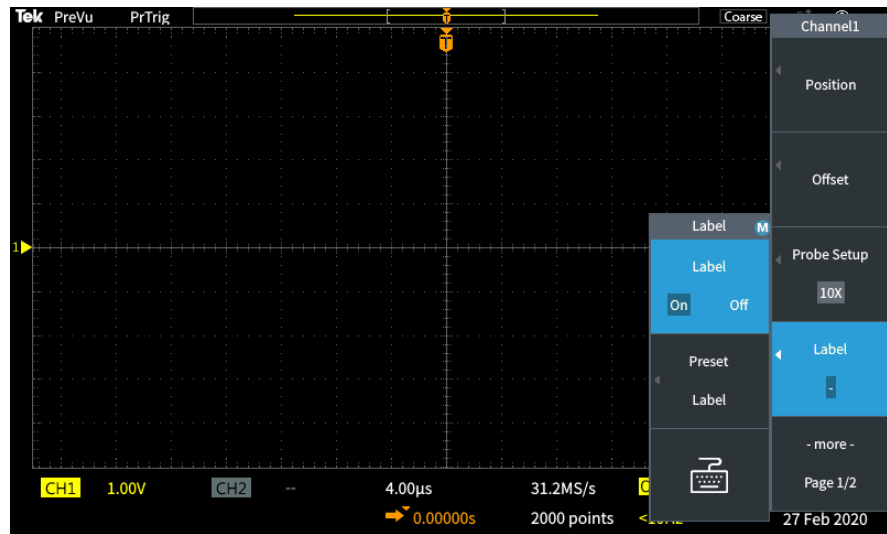 Tek PreVu PrTrig
T
Coarse
T
Channel1
Position
Offset
1
Label M
Label
On Off
Preset
Label
Probe Setup
10X
Label
-
- more -
Page 1/2
CH1 1.00V CH2 -- 4.00µs 31.2MS/s
0.00000s 2000 points
27 Feb 2020